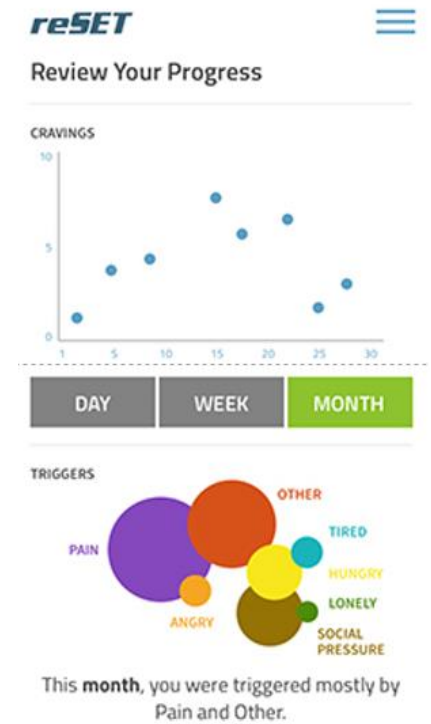 reSET
Review Your Progress
CRAVINGS
10
5
0
1 5 10 15 20 25 30
DAY WEEK MONTH
TRIGGERS
OTHER
TIRED
PAIN
HUNGRY
LONELY
ANGRY
SOCIAL
PRESSURE
This month, you were triggered mostly by
Pain and Other.